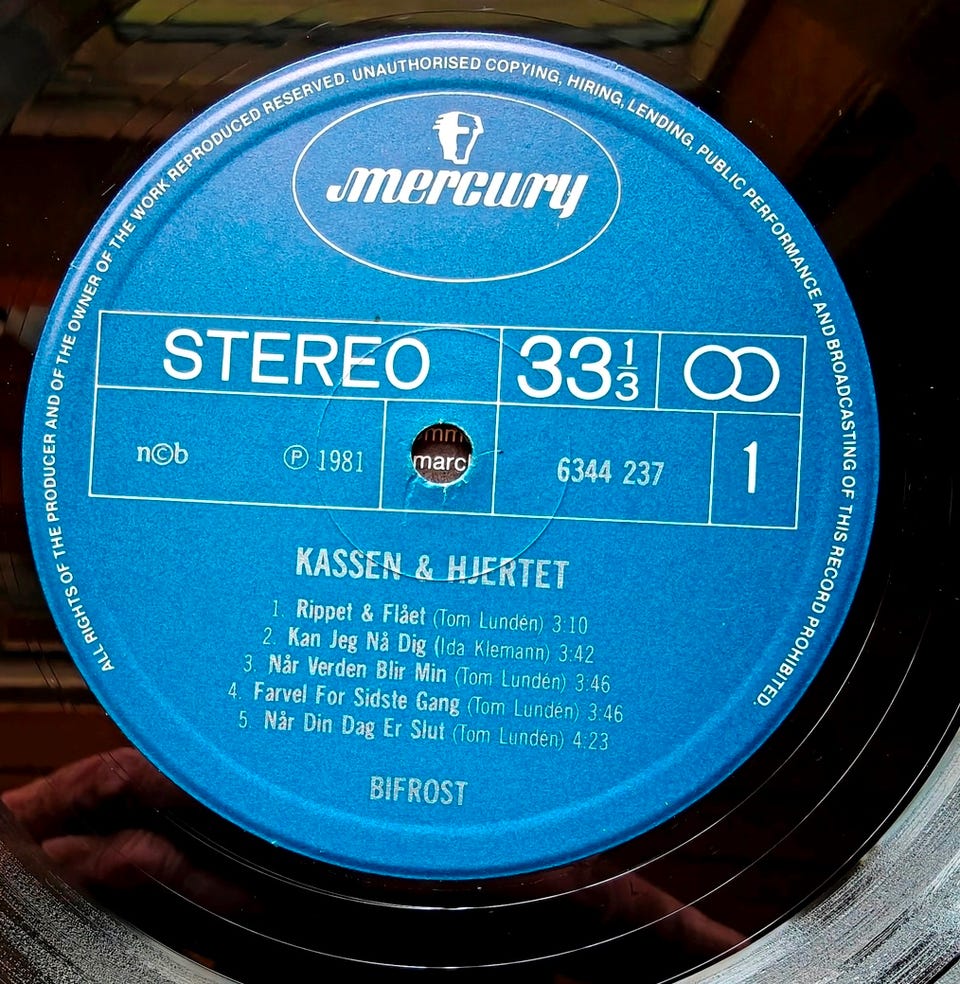 ALL RIGHTS OF THE PRODUCER AND OF THE OWNER OF THE WORK REPRODUCED RESERVED. UNAUTHORISED COPYING, HIRING, LENDING, PUBLIC PERFORMANCE AND BROADCASTING OF THIS RECORD PROHIBITED.
mercury
STEREO 33 1/3
n©b ℗ 1981 marc 6344 237 1
KASSEN & HJERTET
1. Rippet & Flået (Tom Lundén) 3:10
2. Kan Jeg Nå Dig (Ida Klemann) 3:42
3. Når Verden Blir Min (Tom Lundén) 3:46
4. Farvel For Sidste Gang (Tom Lundén) 3:46
5. Når Din Dag Er Slut (Tom Lundén) 4:23
BIFROST